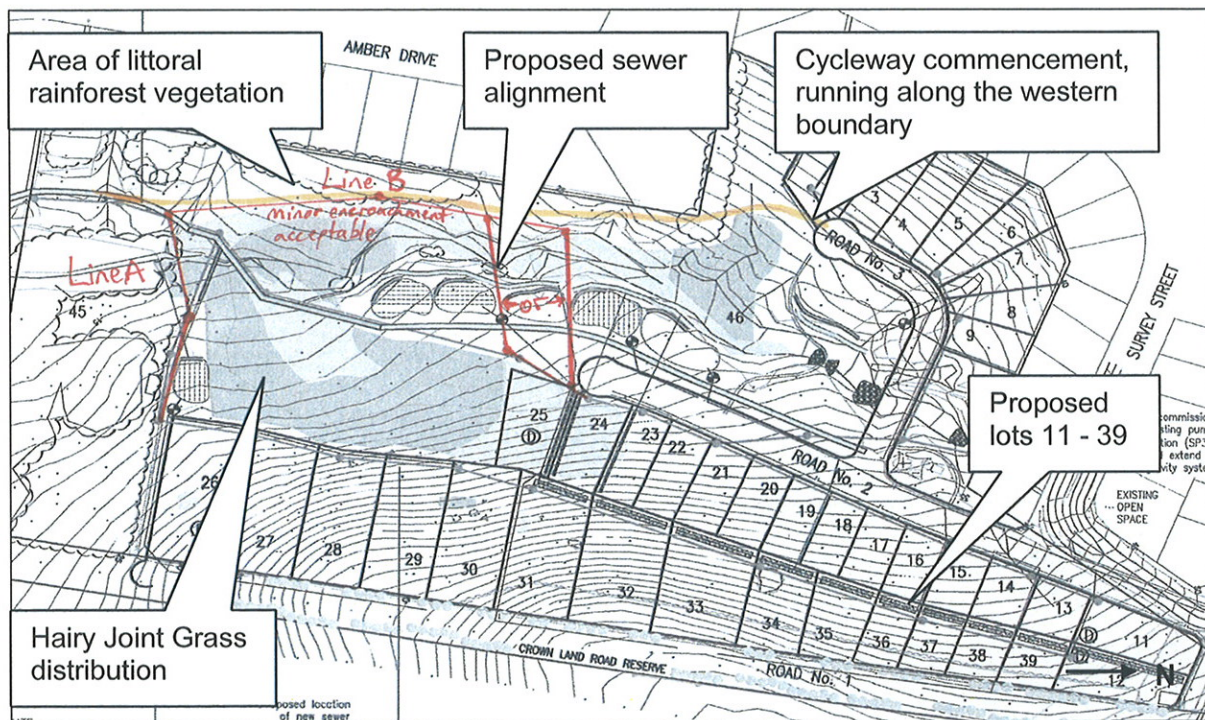 Area of littoral
rainforest vegetation
AMBER DRIVE
Proposed sewer
alignment
Cycleway commencement,
running along the western
boundary
Line B
minor encroachment
acceptable
Line A
or
45
46
3
4
5
6
7
8
9
ROAD No. 3
SURVEY STREET
Proposed
lots 11 - 39
EXISTING
OPEN
SPACE
25
D
24
23
22
21
20
19
18
17
16
15
14
13
D
11
12
ROAD No. 2
26
27
28
29
30
31
32
33
34
35
36
37
38
39
N
Hairy Joint Grass
distribution
CROWN LAND ROAD RESERVE
ROAD No. 1
posed location
of new sewer